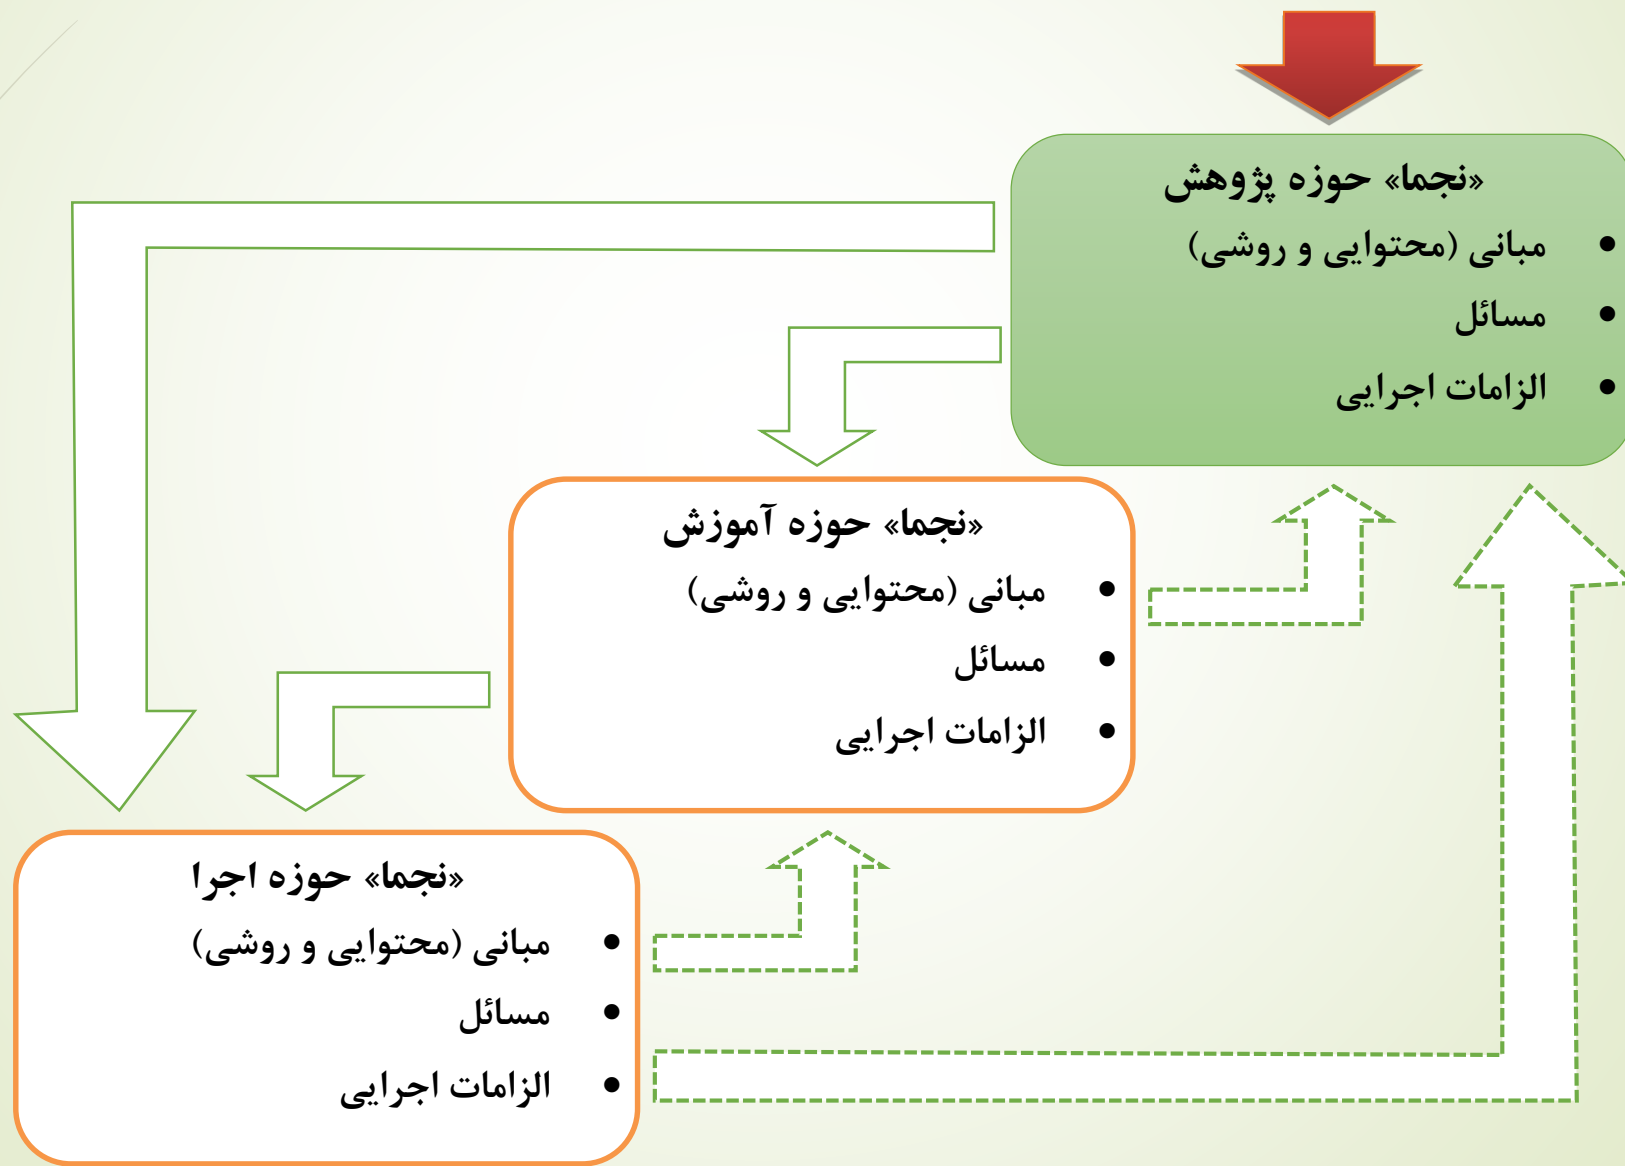 «نجما» حوزه پژوهش
• مبانی (محتوایی و روشی)
• مسائل
• الزامات اجرایی
«نجما» حوزه آموزش
• مبانی (محتوایی و روشی)
• مسائل
• الزامات اجرایی
«نجما» حوزه اجرا
• مبانی (محتوایی و روشی)
• مسائل
• الزامات اجرایی